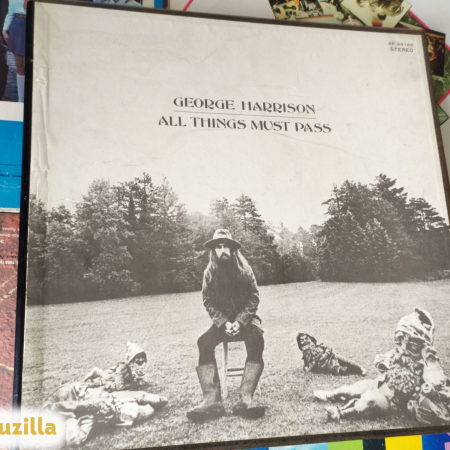 STEREO
GEORGE HARRISON
ALL THINGS MUST PASS
uzilla